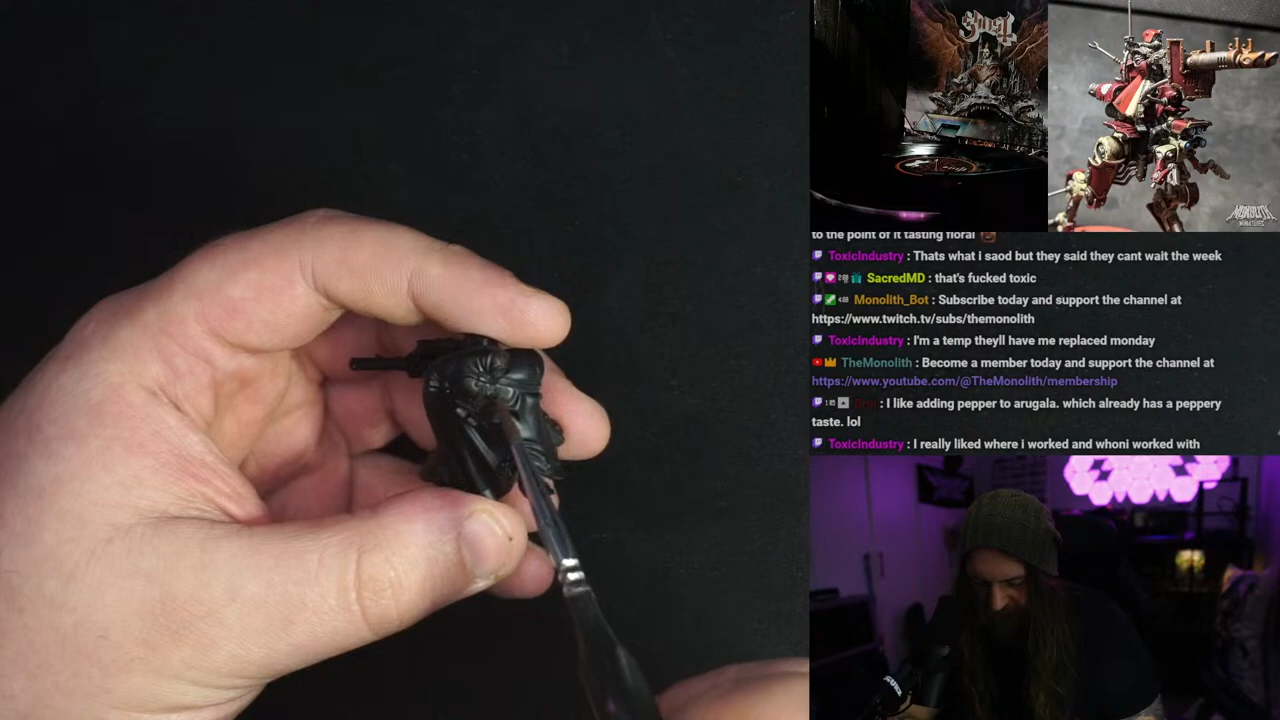 Ghost
MONOLITH
MINIATURES
to the point of it tasting floral
ToxicIndustry : Thats what i saod but they said they cant wait the week
SacredMD : that's fucked toxic
Monolith_Bot : Subscribe today and support the channel at
https://www.twitch.tv/subs/themonolith
ToxicIndustry : I'm a temp theyll have me replaced monday
TheMonolith : Become a member today and support the channel at
https://www.youtube.com/@TheMonolith/membership
: I like adding pepper to arugala. which already has a peppery
taste. lol
ToxicIndustry : I really liked where i worked and whoni worked with